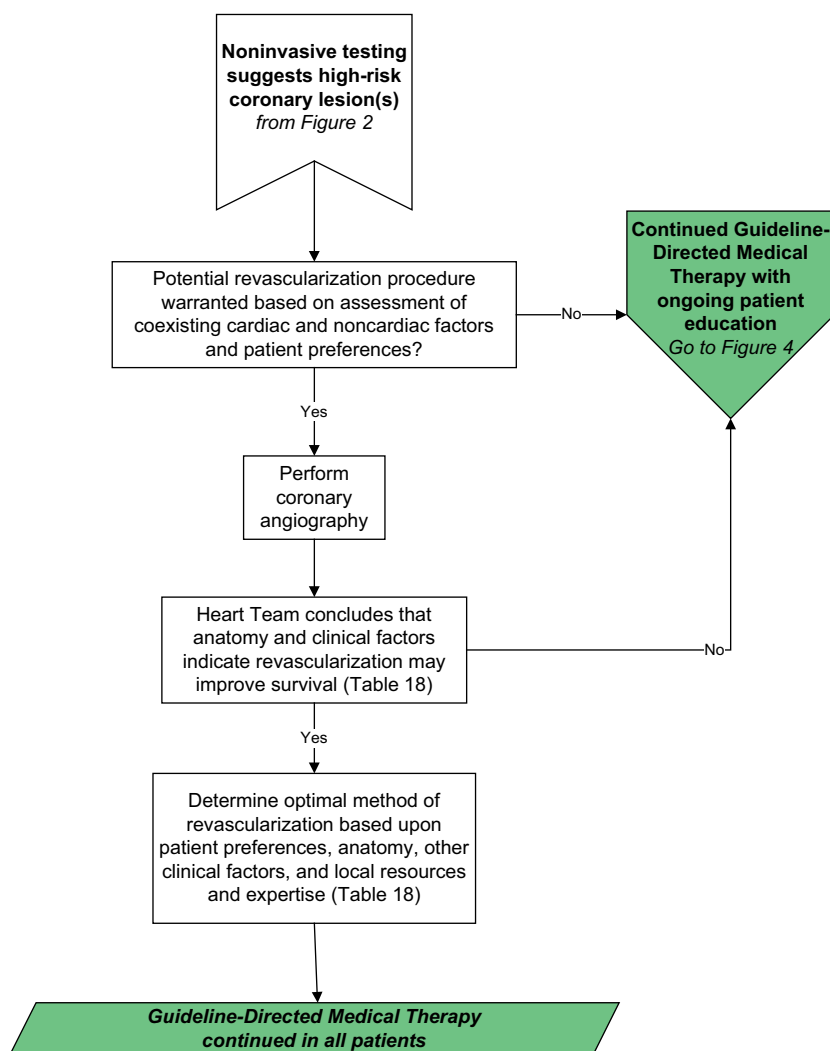 Noninvasive testing
suggests high-risk
coronary lesion(s)
from Figure 2
Continued Guideline-
Directed Medical
Therapy with
ongoing patient
education
Go to Figure 4
Potential revascularization procedure
warranted based on assessment of
coexisting cardiac and noncardiac factors
and patient preferences?
No
Yes
Perform
coronary
angiography
Heart Team concludes that
anatomy and clinical factors
indicate revascularization may
improve survival (Table 18)
No
Yes
Determine optimal method of
revascularization based upon
patient preferences, anatomy, other
clinical factors, and local resources
and expertise (Table 18)
Guideline-Directed Medical Therapy
continued in all patients